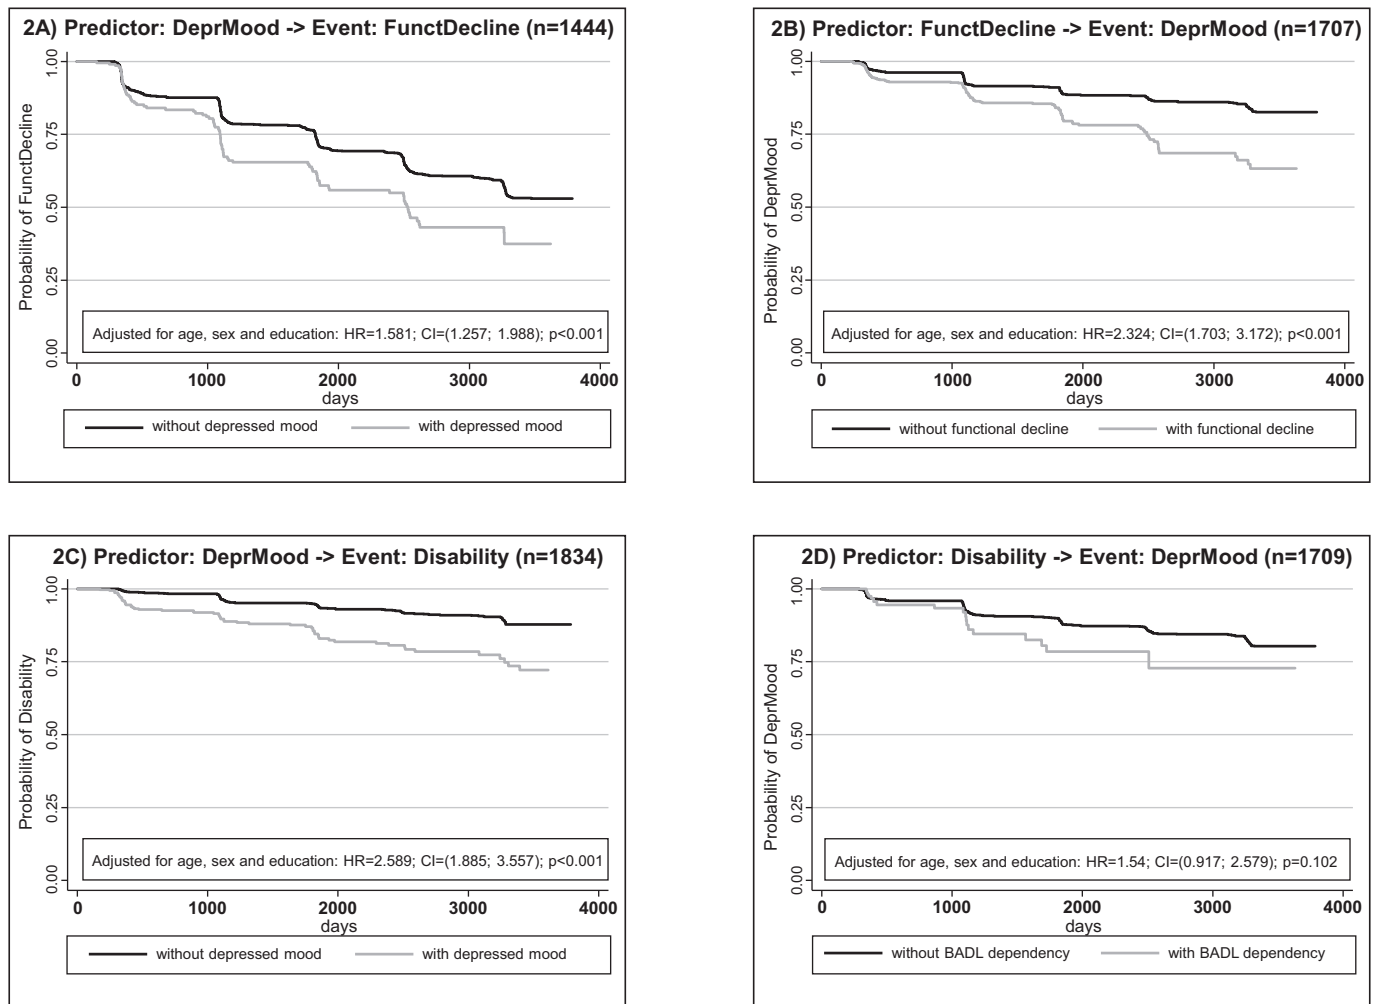 2A) Predictor: DeprMood -> Event: FunctDecline (n=1444)
Probability of FunctDecline
1.00
0.75
0.50
0.25
0.00
Adjusted for age, sex and education: HR=1.581; CI=(1.257; 1.988); p<0.001
0 1000 2000 3000 4000
days
without depressed mood with depressed mood
2B) Predictor: FunctDecline -> Event: DeprMood (n=1707)
Probability of DeprMood
1.00
0.75
0.50
0.25
0.00
Adjusted for age, sex and education: HR=2.324; CI=(1.703; 3.172); p<0.001
0 1000 2000 3000 4000
days
without functional decline with functional decline
2C) Predictor: DeprMood -> Event: Disability (n=1834)
Probability of Disability
1.00
0.75
0.50
0.25
0.00
Adjusted for age, sex and education: HR=2.589; CI=(1.885; 3.557); p<0.001
0 1000 2000 3000 4000
days
without depressed mood with depressed mood
2D) Predictor: Disability -> Event: DeprMood (n=1709)
Probability of DeprMood
1.00
0.75
0.50
0.25
0.00
Adjusted for age, sex and education: HR=1.54; CI=(0.917; 2.579); p=0.102
0 1000 2000 3000 4000
days
without BADL dependency with BADL dependency